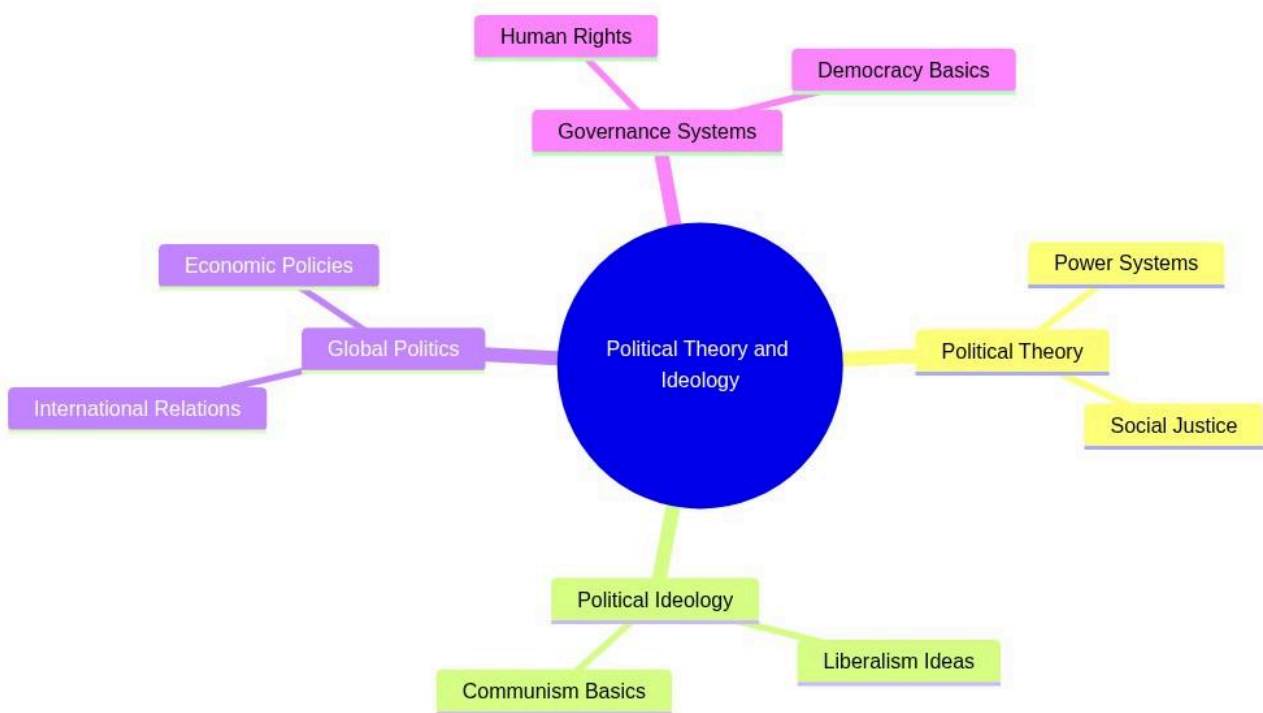 Human Rights
Democracy Basics
Governance Systems
Economic Policies
Power Systems
Global Politics
Political Theory and
Ideology
Political Theory
International Relations
Social Justice
Political Ideology
Liberalism Ideas
Communism Basics